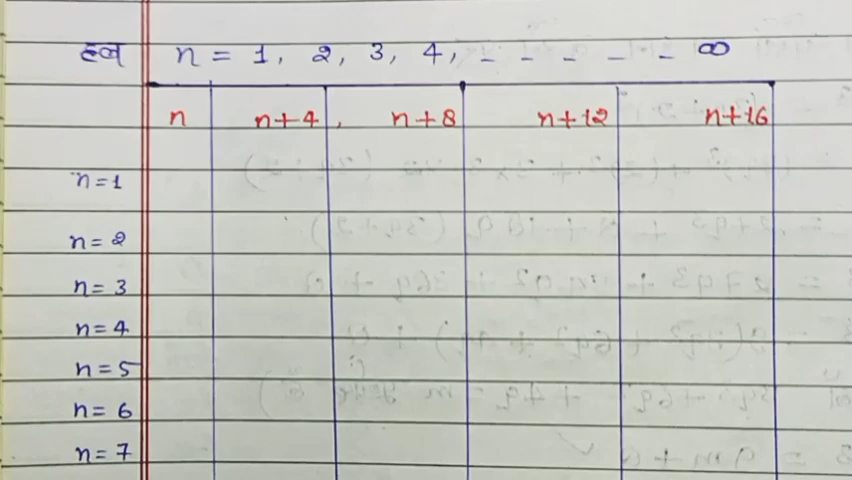 हल n = 1, 2, 3, 4, _ _ _ _ _ ∞
n n+4, n+8 n+12 n+16
n=1
n=2
n=3
n=4
n=5
n=6
n=7